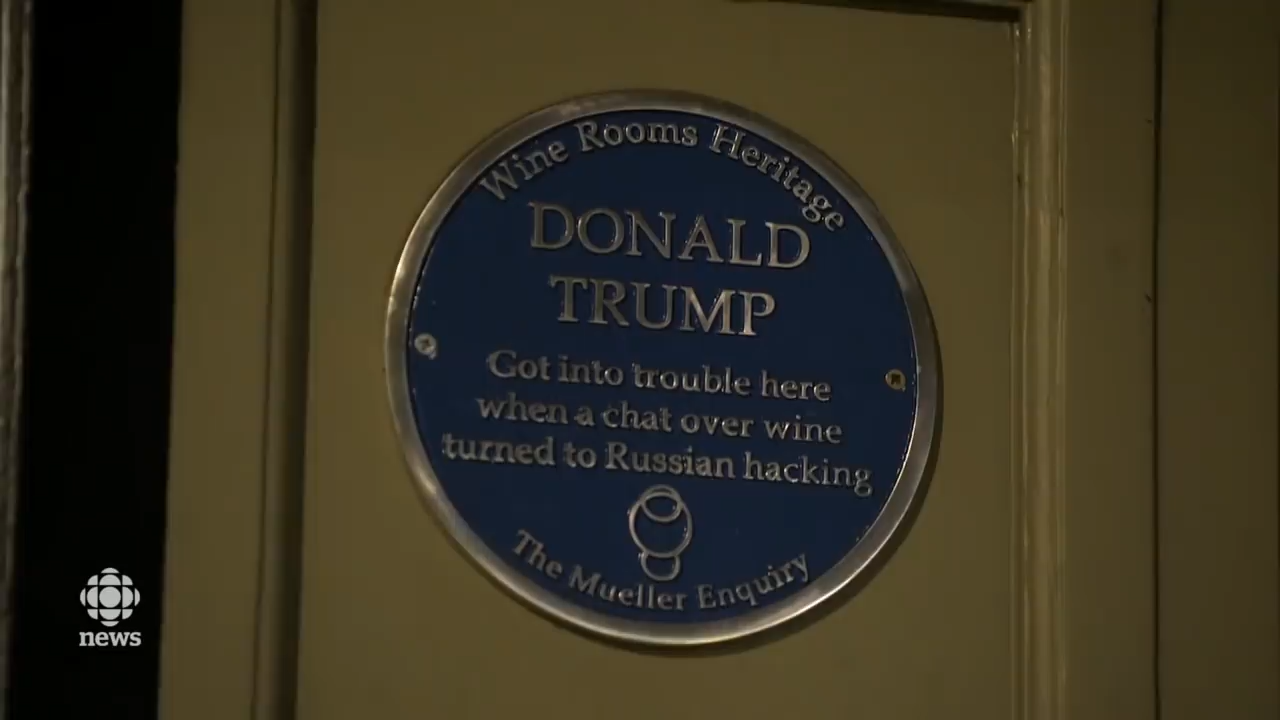 Wine Rooms Heritage
DONALD
TRUMP
Got into trouble here
when a chat over wine
turned to Russian hacking
The Mueller Enquiry
news